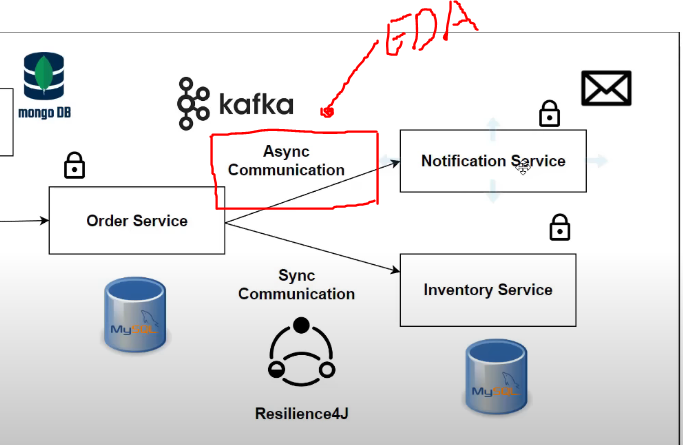 EDA
mongo DB
kafka
Async
Communication
Notification Service
Order Service
Sync
Communication
Inventory Service
MySQL
MySQL
Resilience4J